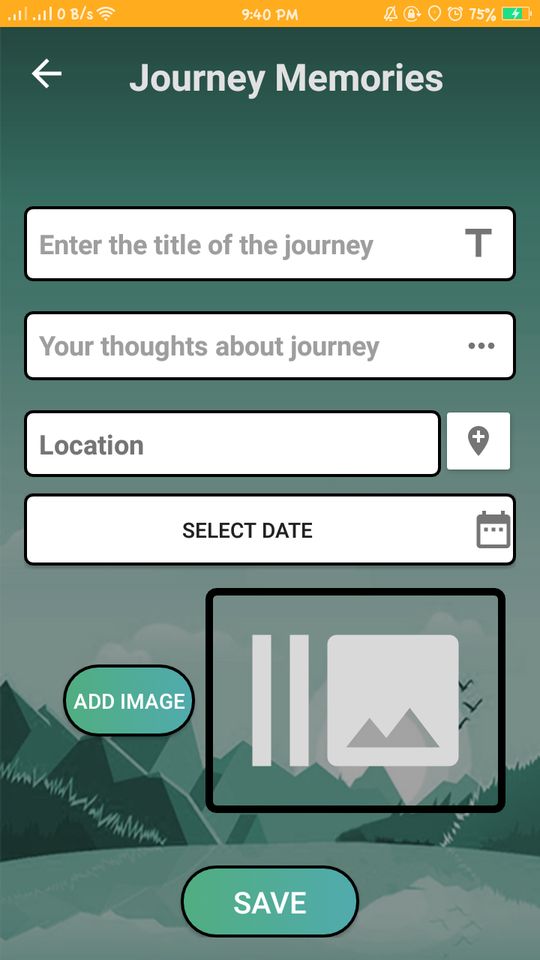 0 B/s 9:40 PM 75%
Journey Memories
Enter the title of the journey T
Your thoughts about journey
Location
SELECT DATE
ADD IMAGE
SAVE